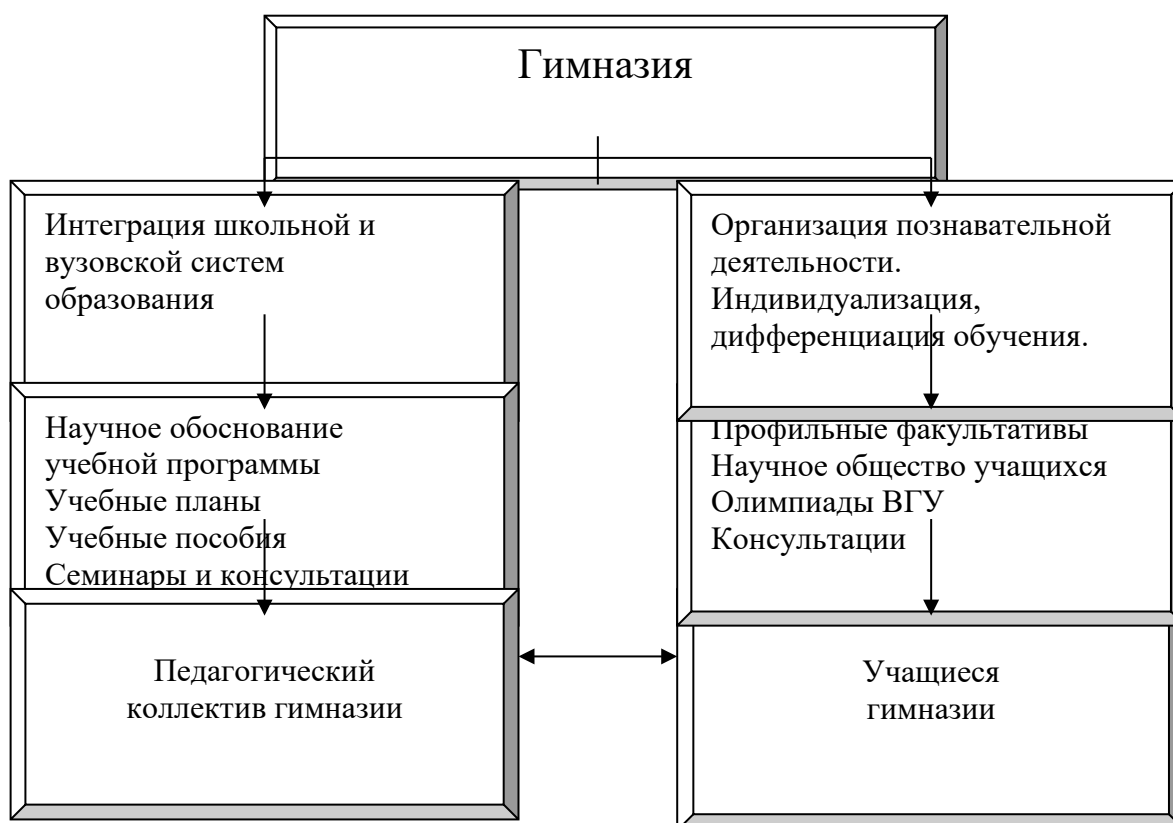 Гимназия
Интеграция школьной и
вузовской систем
образования
Научное обоснование
учебной программы
Учебные планы
Учебные пособия
Семинары и консультации
Педагогический
коллектив гимназии
Организация познавательной
деятельности.
Индивидуализация,
дифференциация обучения.
Профильные факультативы
Научное общество учащихся
Олимпиады ВГУ
Консультации
Учащиеся
гимназии